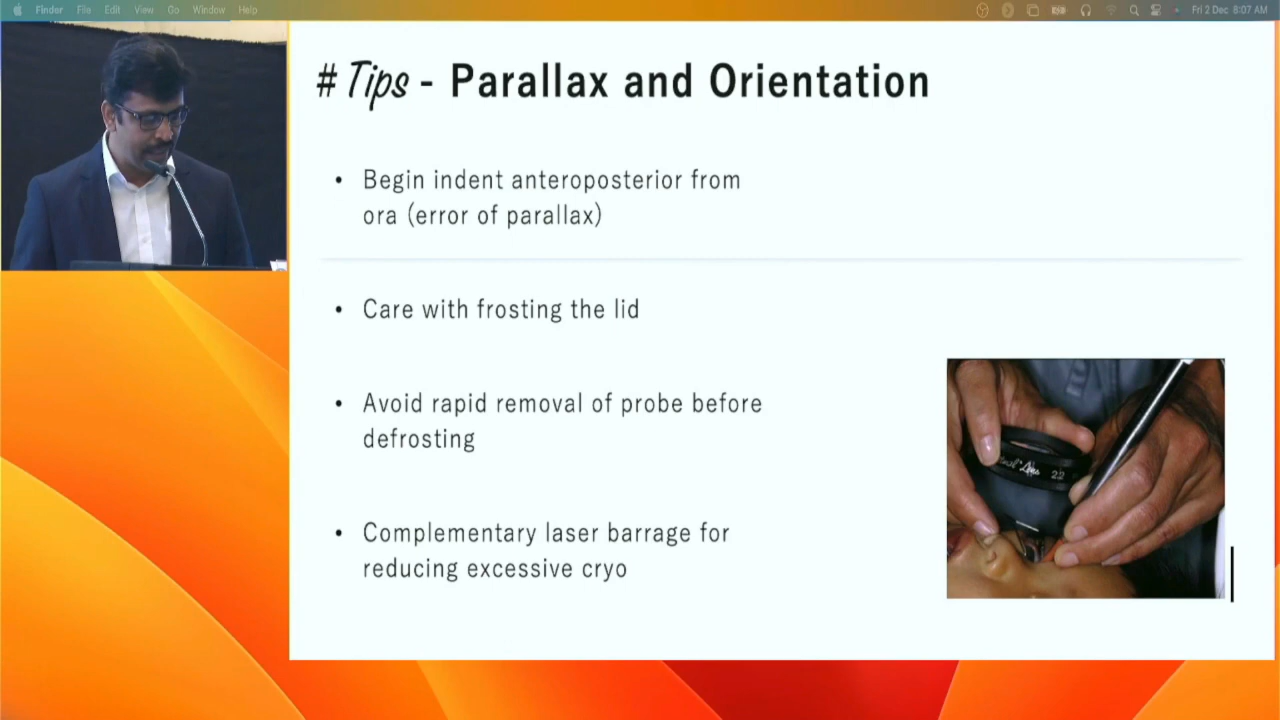 Finder File Edit View Go Window Help
Fri 2 Dec 8:07 AM
# Tips - Parallax and Orientation
• Begin indent anteroposterior from
ora (error of parallax)
• Care with frosting the lid
• Avoid rapid removal of probe before
defrosting
• Complementary laser barrage for
reducing excessive cryo
22